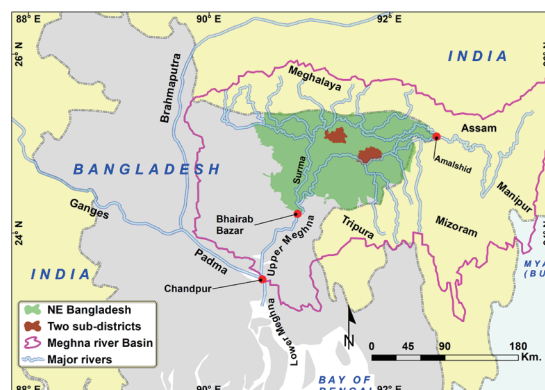 88° E
90° E
92° E
26° N
INDIA
Meghalaya
Brahmaputra
Assam
Amalshid
BANGLADESH
Surma
Manipur
Ganges
Bhairab
Bazar
Upper Meghna
Tripura
Mizoram
24° N
Padma
INDIA
Chandpur
Lower Meghna
N
NE Bangladesh
Two sub-districts
Meghna river Basin
Major rivers
0 45 90 180
Km.
BAY OF
88° E
90° E
92° E